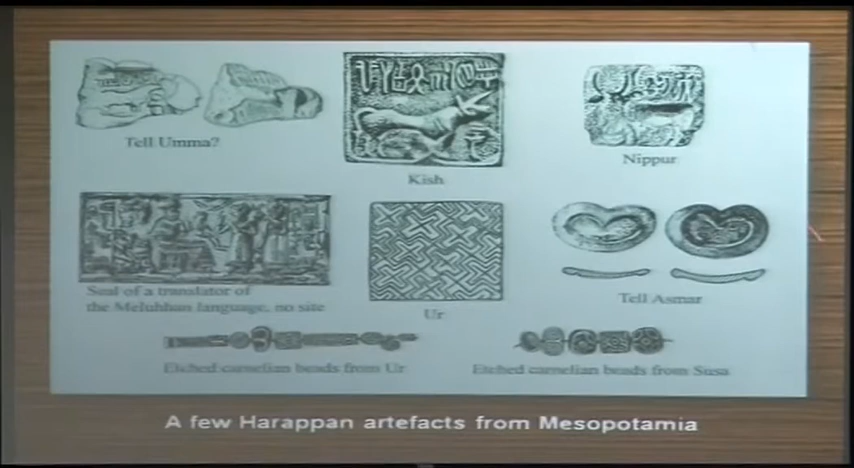 Tell Umma?
Kish
Nippur
Seal of a translator of
the Meluhhan language, no site
Ur
Tell Asmar
Etched carnelian beads from Ur
Etched carnelian beads from Susa
A few Harappan artefacts from Mesopotamia